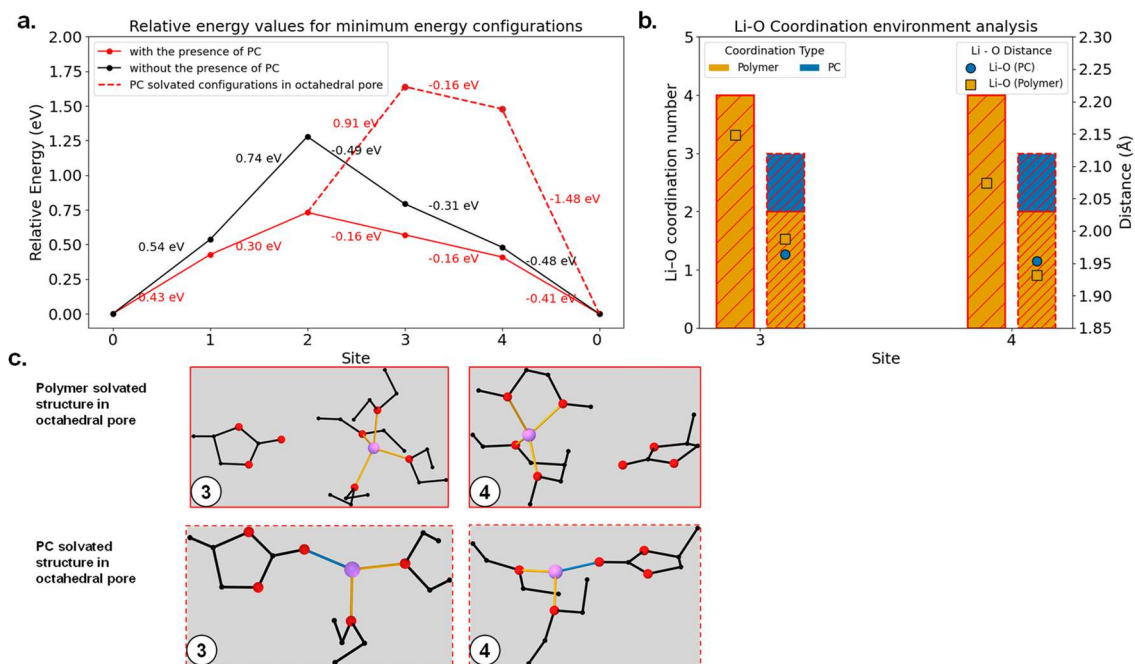 a.
Relative energy values for minimum energy configurations
2.00
1.75
1.50
1.25
1.00
0.75
0.50
0.25
0.00
Relative Energy (eV)
with the presence of PC
without the presence of PC
PC solvated configurations in octahedral pore
-0.16 eV
0.91 eV
0.74 eV
-0.49 eV
-0.31 eV
-1.48 eV
0.54 eV
0.30 eV
-0.16 eV
-0.16 eV
-0.48 eV
0.43 eV
-0.41 eV
0 1 2 3 4 0
Site
b.
Li-O Coordination environment analysis
5
4
3
2
1
0
Li–O coordination number
Coordination Type
Polymer PC
Li - O Distance
Li–O (PC)
Li–O (Polymer)
2.30
2.25
2.20
2.15
2.10
2.05
2.00
1.95
1.90
1.85
Distance (Å)
3 4
Site
c.
Polymer solvated
structure in
octahedral pore
3
4
PC solvated
structure in
octahedral pore
3
4